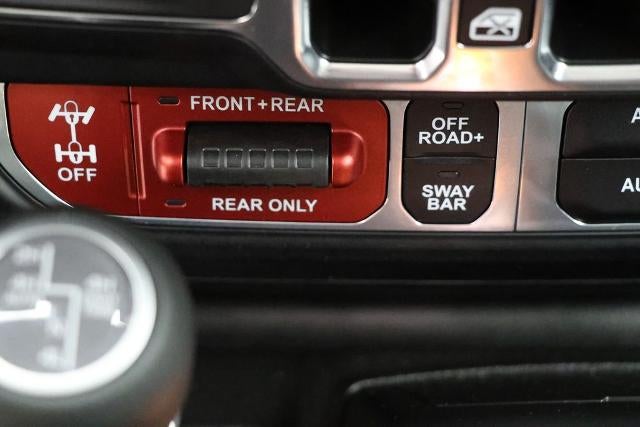 FRONT+REAR
OFF
REAR ONLY
OFF
ROAD+
SWAY
BAR